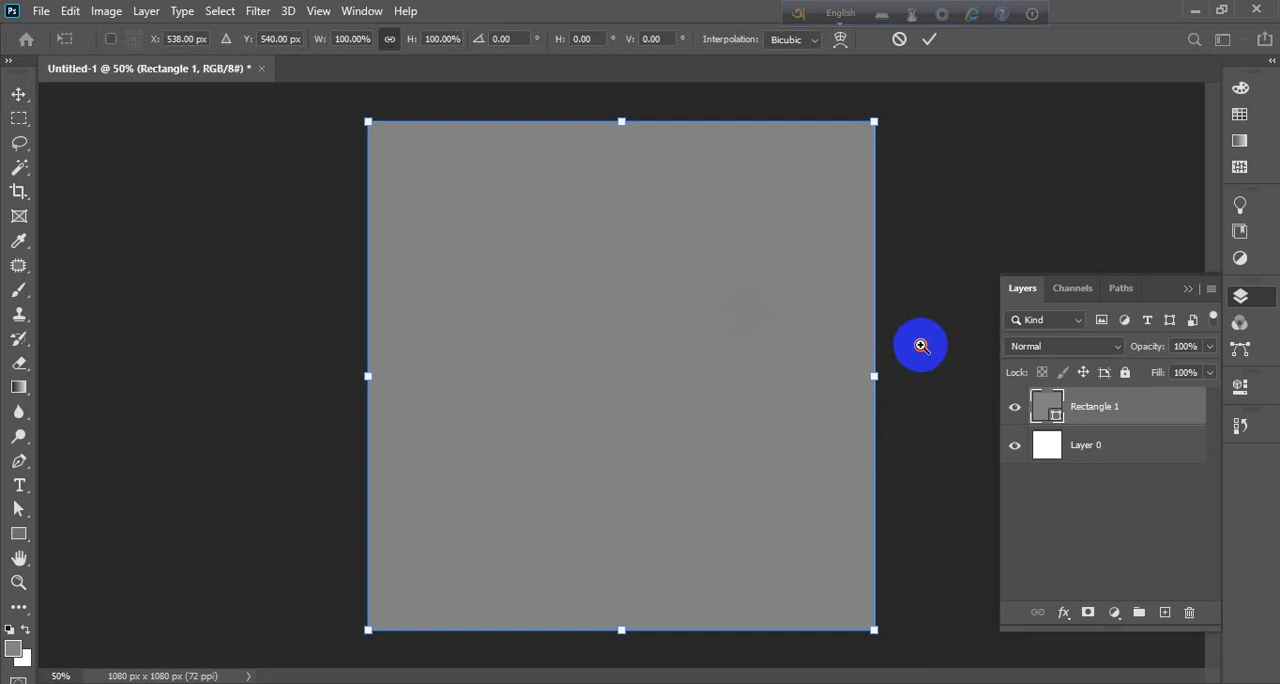 Ps File Edit Image Layer Type Select Filter 3D View Window Help
অ English
X: 538.00 px Y: 540.00 px W: 100.00% H: 100.00% 0.00 ° H: 0.00 ° V: 0.00 ° Interpolation: Bicubic
Untitled-1 @ 50% (Rectangle 1, RGB/8#) * ×
Layers Channels Paths
Kind
Normal Opacity: 100%
Lock: Fill: 100%
fx Rectangle 1
Layer 0
fx
50% 1080 px x 1080 px (72 ppi)